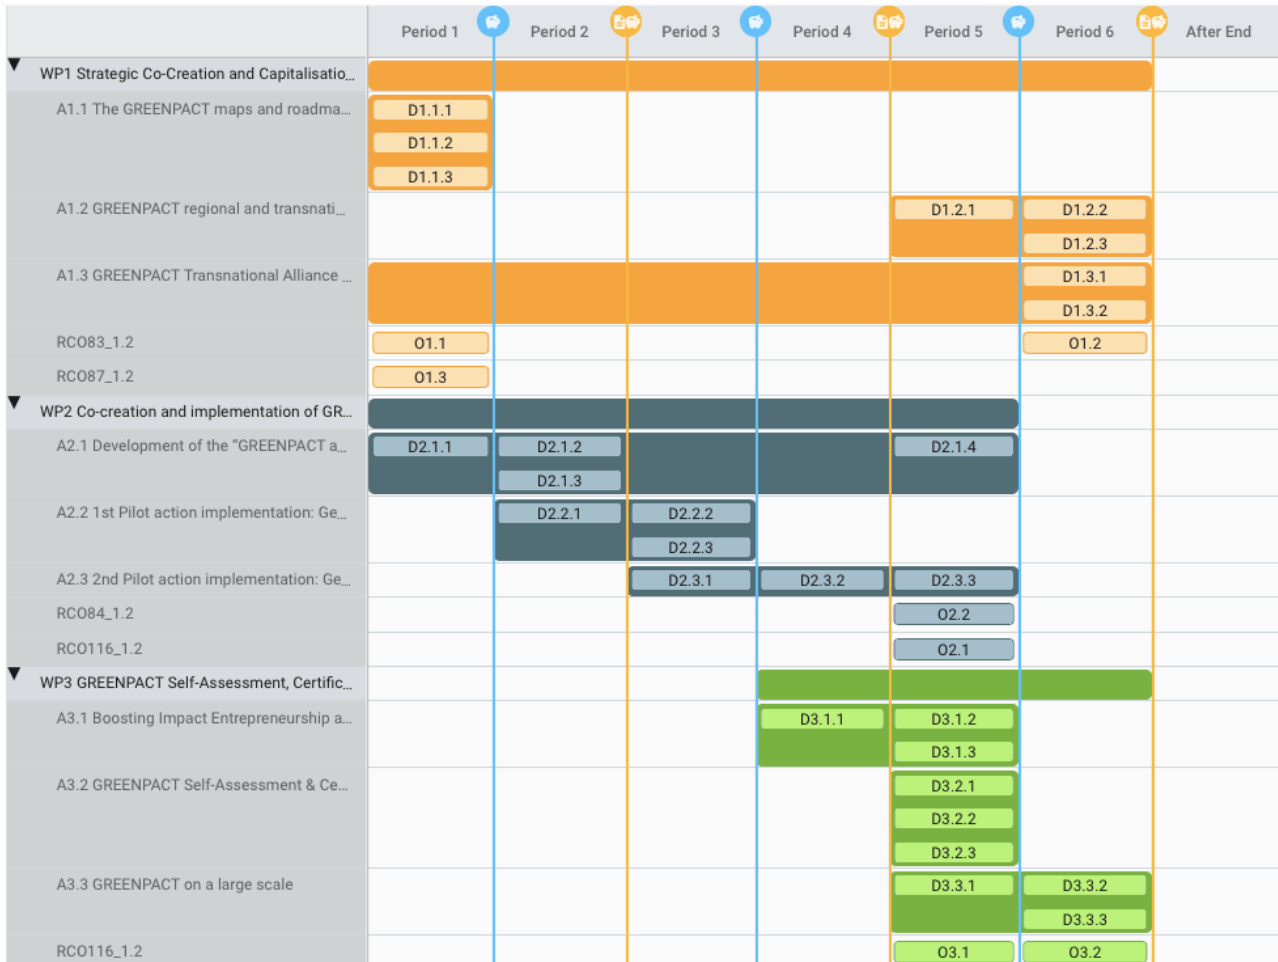 Period 1 Period 2 Period 3 Period 4 Period 5 Period 6 After End
WP1 Strategic Co-Creation and Capitalisatio...
A1.1 The GREENPACT maps and roadma... D1.1.1
D1.1.2
D1.1.3
A1.2 GREENPACT regional and transnati... D1.2.1 D1.2.2
D1.2.3
A1.3 GREENPACT Transnational Alliance ... D1.3.1
D1.3.2
RCO83_1.2 O1.1 O1.2
RCO87_1.2 O1.3
WP2 Co-creation and implementation of GR...
A2.1 Development of the "GREENPACT a... D2.1.1 D2.1.2 D2.1.4
D2.1.3
A2.2 1st Pilot action implementation: Ge... D2.2.1 D2.2.2
D2.2.3
A2.3 2nd Pilot action implementation: Ge... D2.3.1 D2.3.2 D2.3.3
RCO84_1.2 O2.2
RCO116_1.2 O2.1
WP3 GREENPACT Self-Assessment, Certific...
A3.1 Boosting Impact Entrepreneurship a... D3.1.1 D3.1.2
D3.1.3
A3.2 GREENPACT Self-Assessment & Ce... D3.2.1
D3.2.2
D3.2.3
A3.3 GREENPACT on a large scale D3.3.1 D3.3.2
D3.3.3
RCO116_1.2 O3.1 O3.2